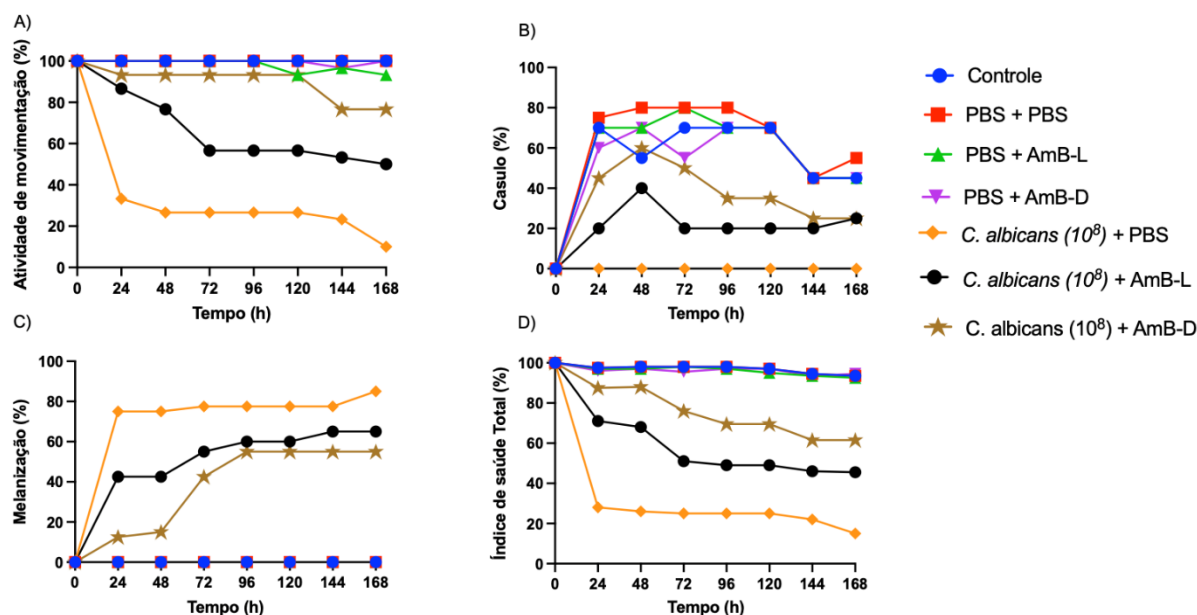 A)
Atividade de movimentação (%)
100
80
60
40
20
0
0 24 48 72 96 120 144 168
Tempo (h)
B)
Casulo (%)
100
80
60
40
20
0
0 24 48 72 96 120 144 168
Tempo (h)
C)
Melanização (%)
100
80
60
40
20
0
0 24 48 72 96 120 144 168
Tempo (h)
D)
Índice de saúde Total (%)
100
80
60
40
20
0
0 24 48 72 96 120 144 168
Tempo (h)
Controle
PBS + PBS
PBS + AmB-L
PBS + AmB-D
C. albicans (10⁸) + PBS
C. albicans (10⁸) + AmB-L
C. albicans (10⁸) + AmB-D